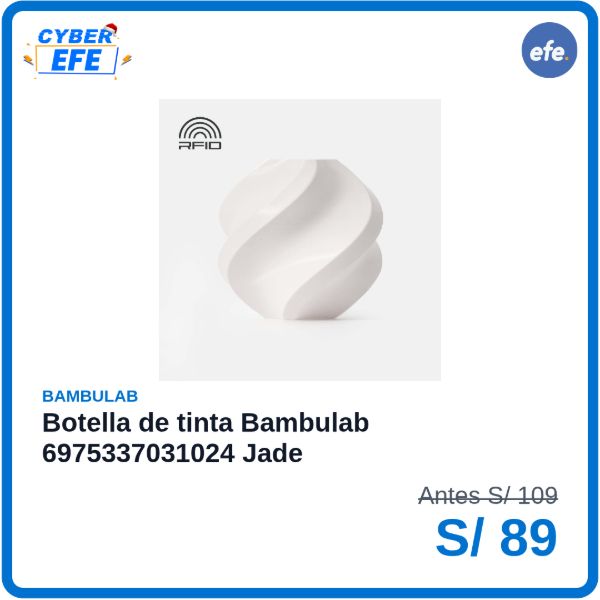 CYBER
EFE
efe.
RFID
BAMBULAB
Botella de tinta Bambulab
6975337031024 Jade
Antes S/ 109
S/ 89